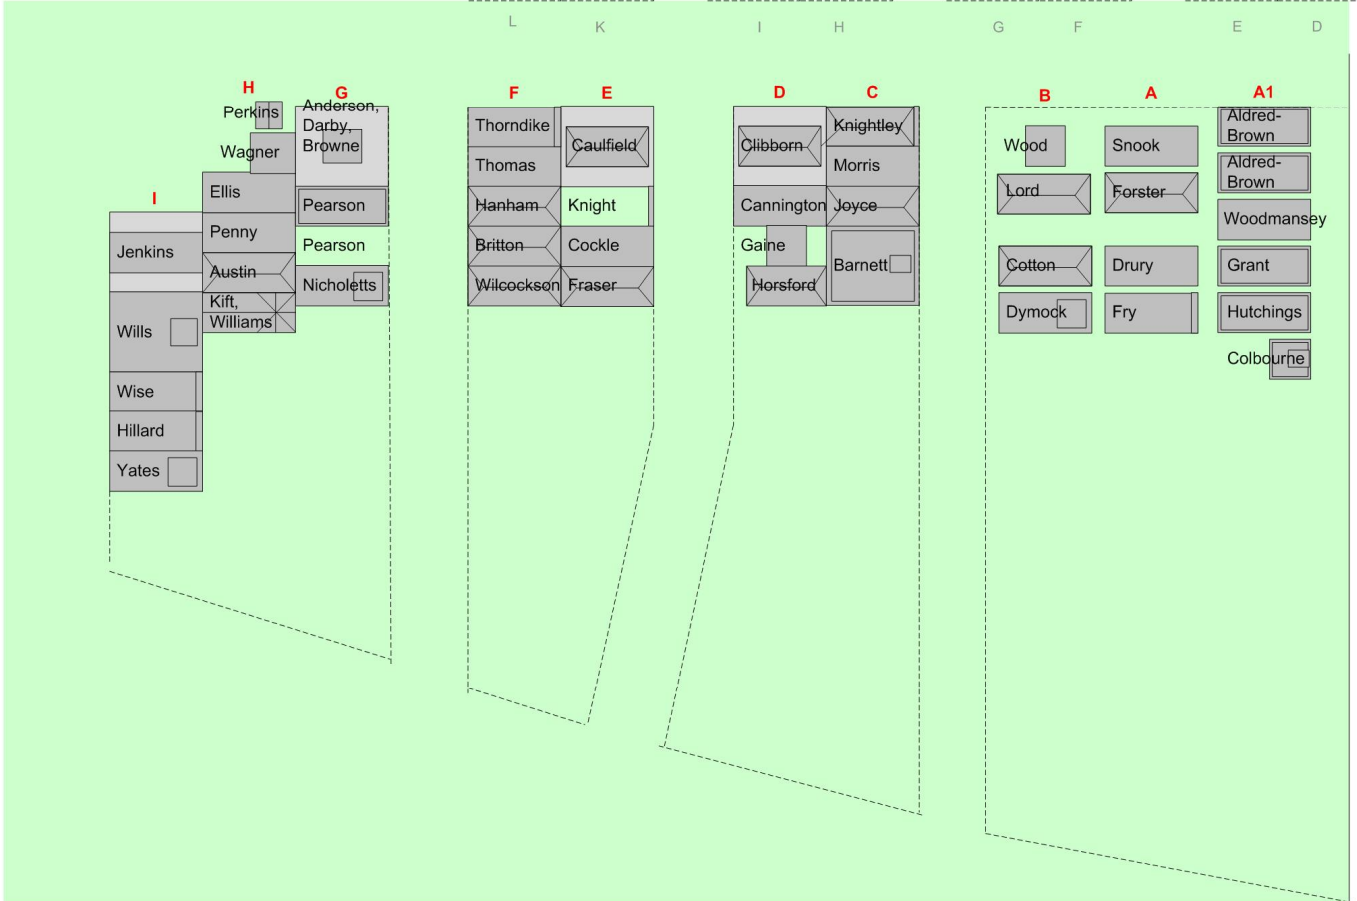 L
K
I
H
G
F
E
D
H
G
F
E
D
C
B
A
A1
I
Perkins
Wagner
Ellis
Penny
Austin
Kift,
Williams
Anderson,
Darby,
Browne
Pearson
Pearson
Nicholetts
Jenkins
Wills
Wise
Hillard
Yates
Thorndike
Thomas
Hanham
Britton
Wilcockson
Caulfield
Knight
Cockle
Fraser
Clibborn
Cannington
Gaine
Horsford
Knightley
Morris
Joyce
Barnett
Wood
Lord
Cotton
Dymock
Snook
Forster
Drury
Fry
Aldred-
Brown
Aldred-
Brown
Woodmansey
Grant
Hutchings
Colbourne